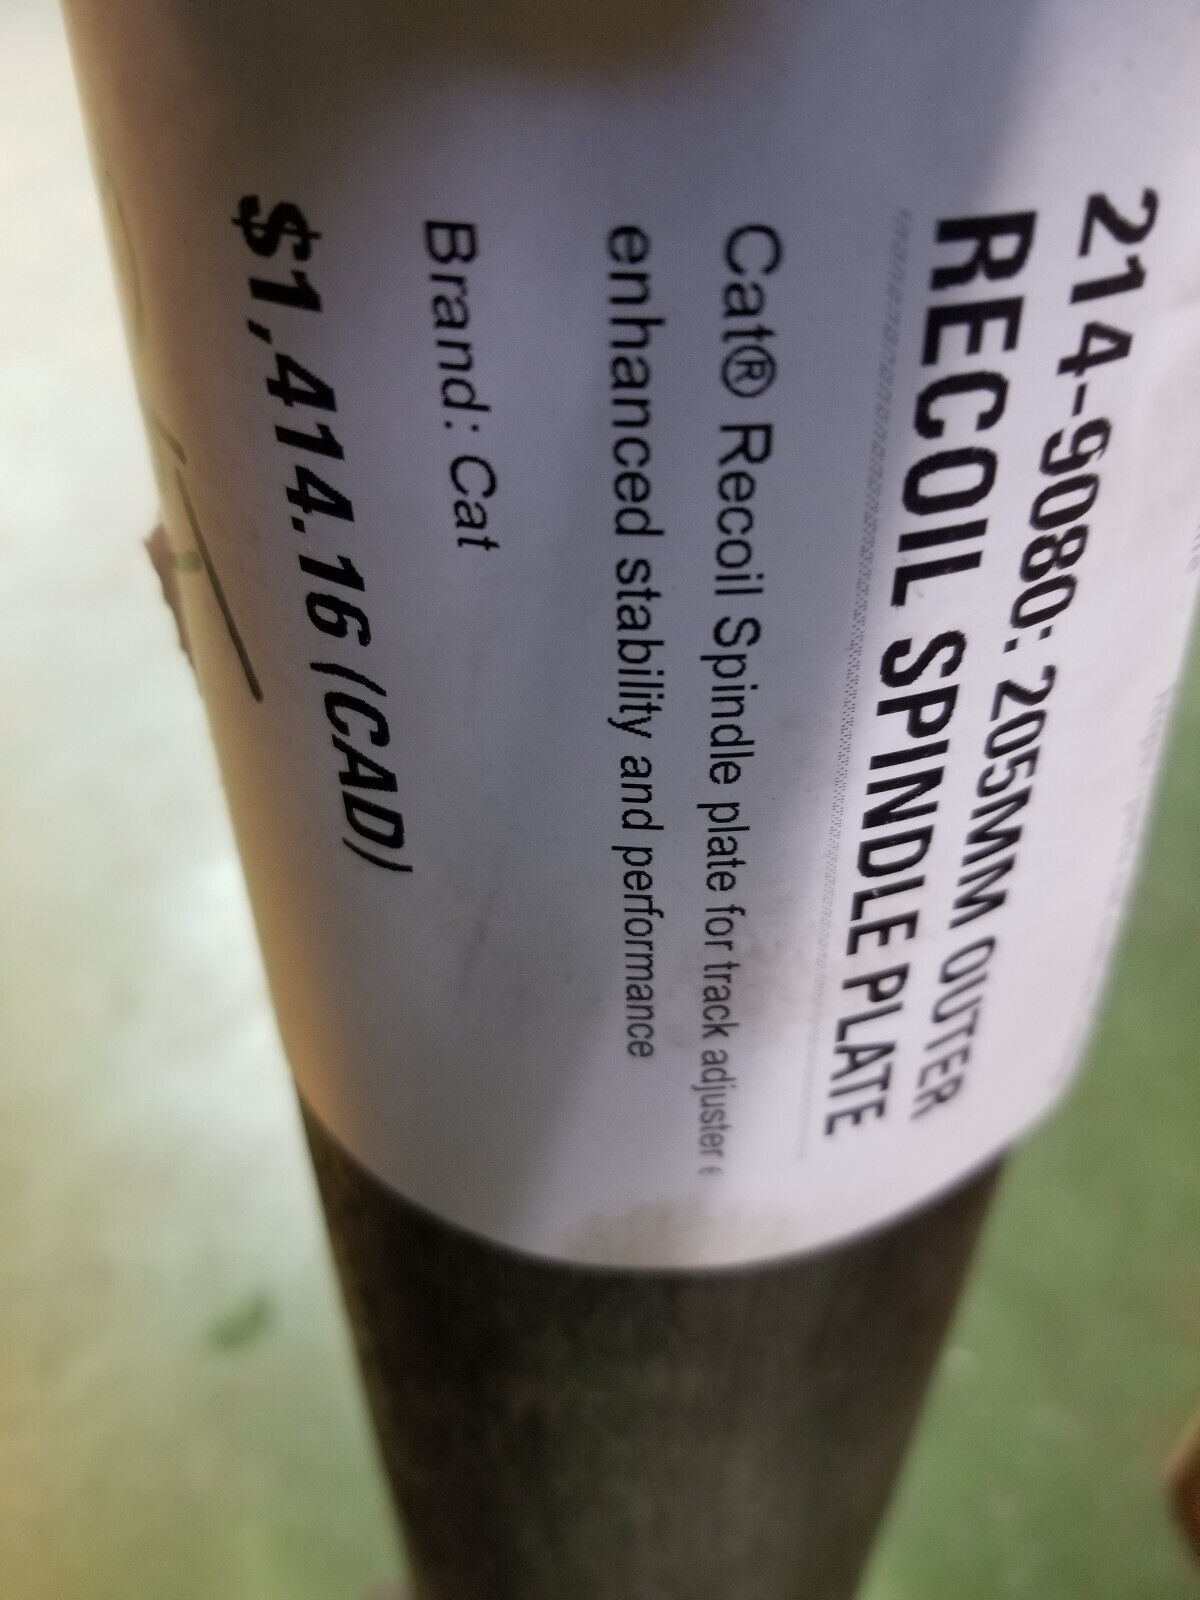 214-9080: 205MM OUTER
RECOIL SPINDLE PLATE
Cat® Recoil Spindle plate for track adjuster
enhanced stability and performance
Brand: Cat
$1,414.16 (CAD)